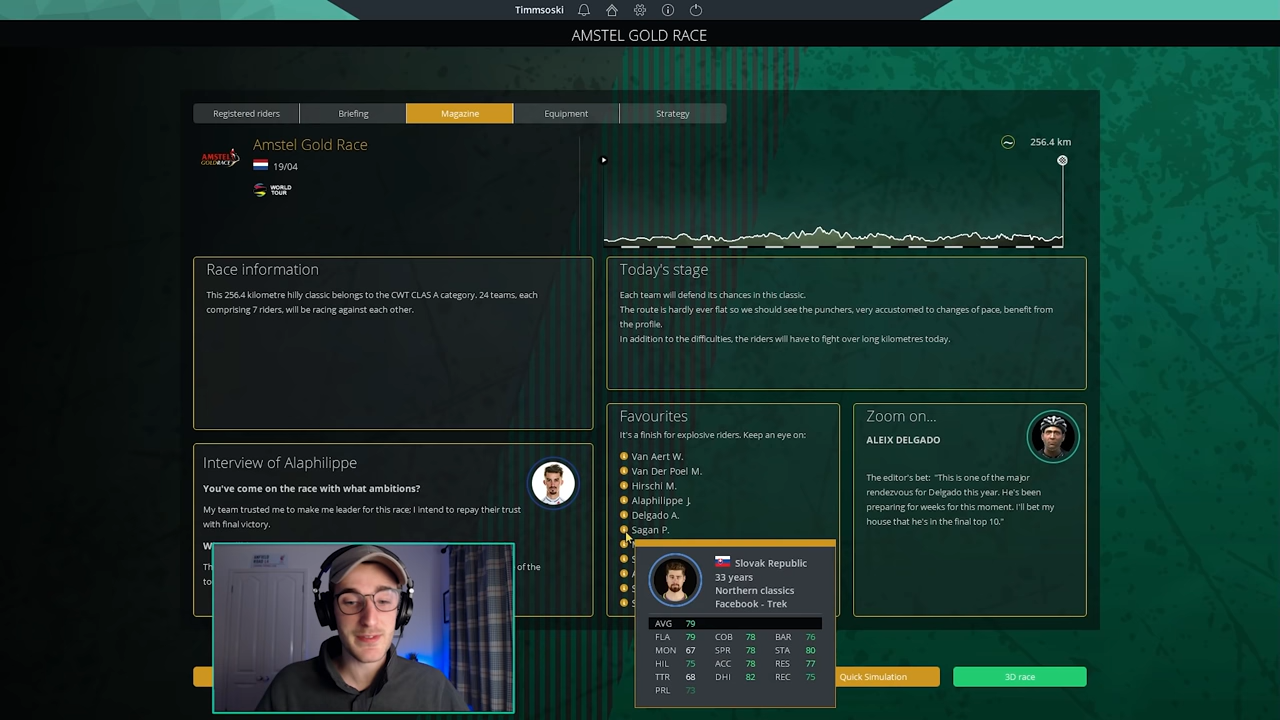 Timmsoski
AMSTEL GOLD RACE
Registered riders
Briefing
Magazine
Equipment
Strategy
AMSTEL
GOLD RACE
Amstel Gold Race
19/04
WORLD
TOUR
256.4 km
Race information
This 256.4 kilometre hilly classic belongs to the CWT CLAS A category. 24 teams, each
comprising 7 riders, will be racing against each other.
Today's stage
Each team will defend its chances in this classic.
The route is hardly ever flat so we should see the punchers, very accustomed to changes of pace, benefit from
the profile.
In addition to the difficulties, the riders will have to fight over long kilometres today.
Interview of Alaphilippe
You've come on the race with what ambitions?
My team trusted me to make me leader for this race; I intend to repay their trust
with final victory.
of the
Favourites
It's a finish for explosive riders. Keep an eye on:
Van Aert W.
Van Der Poel M.
Hirschi M.
Alaphilippe J.
Delgado A.
Sagan P.
Slovak Republic
33 years
Northern classics
Facebook - Trek
AVG 79
FLA 79 COB 78 BAR 76
MON 67 SPR 78 STA 80
HIL 75 ACC 78 RES 77
TTR 68 DHI 82 REC 75
PRL 73
Zoom on...
ALEIX DELGADO
The editor's bet: "This is one of the major
rendezvous for Delgado this year. He's been
preparing for weeks for this moment. I'll bet my
house that he's in the final top 10."
Quick Simulation
3D race